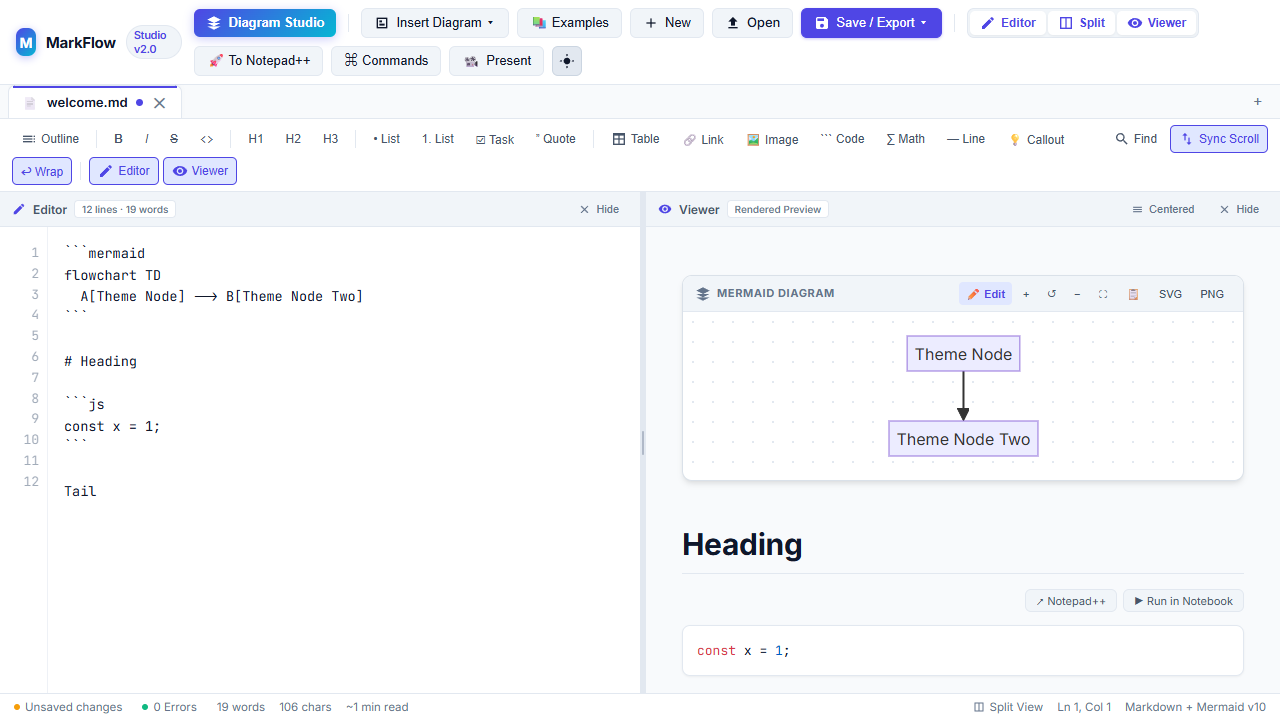 M MarkFlow Studio v2.0
Diagram Studio Insert Diagram Examples + New Open Save / Export Editor Split Viewer
To Notepad++ ⌘ Commands Present
welcome.md +
Outline B I S <> H1 H2 H3 • List 1. List ☑ Task " Quote Table Link Image ``` Code ∑ Math — Line Callout Find Sync Scroll
↩ Wrap Editor Viewer
Editor 12 lines · 19 words × Hide
Viewer Rendered Preview ≡ Centered × Hide
1 ```mermaid
2 flowchart TD
3 A[Theme Node] --> B[Theme Node Two]
4 ```
5
6 # Heading
7
8 ```js
9 const x = 1;
10 ```
11
12 Tail
MERMAID DIAGRAM Edit + ↺ − SVG PNG
Theme Node
Theme Node Two
Heading
↗ Notepad++ ▶ Run in Notebook
const x = 1;
Unsaved changes 0 Errors 19 words 106 chars ~1 min read Split View Ln 1, Col 1 Markdown + Mermaid v10